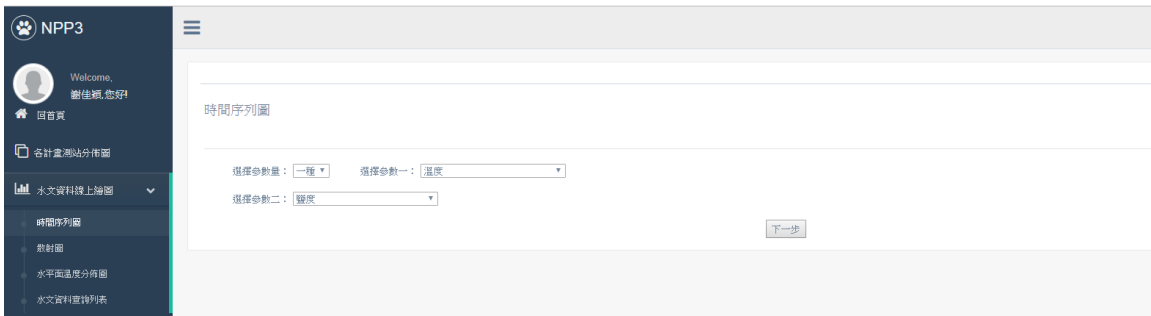 NPP3
Welcome,
謝佳穎,您好!
回首頁
各計畫測站分佈圖
水文資料線上繪圖
時間序列圖
散射圖
水平面溫度分佈圖
水文資料查詢列表
時間序列圖
選擇參數量： 一種 選擇參數一： 溫度
選擇參數二： 鹽度
下一步